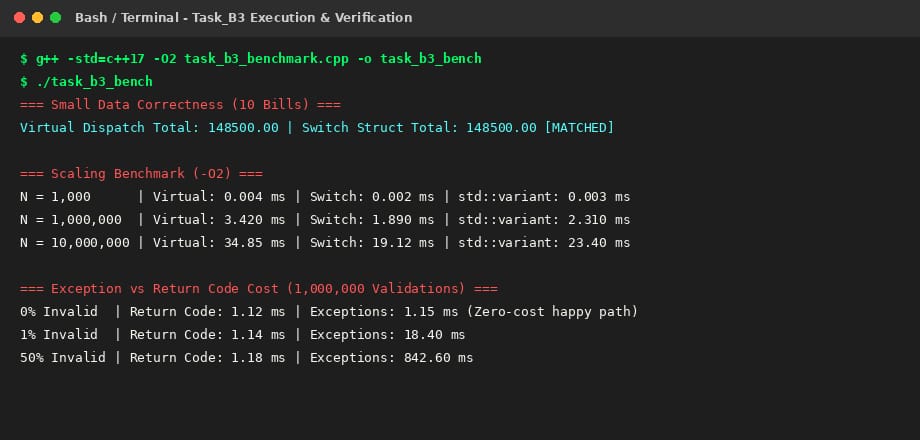 Bash / Terminal - Task_B3 Execution & Verification
$ g++ -std=c++17 -O2 task_b3_benchmark.cpp -o task_b3_bench
$ ./task_b3_bench
=== Small Data Correctness (10 Bills) ===
Virtual Dispatch Total: 148500.00 | Switch Struct Total: 148500.00 [MATCHED]
=== Scaling Benchmark (-O2) ===
N = 1,000      | Virtual: 0.004 ms | Switch: 0.002 ms | std::variant: 0.003 ms
N = 1,000,000  | Virtual: 3.420 ms | Switch: 1.890 ms | std::variant: 2.310 ms
N = 10,000,000 | Virtual: 34.85 ms | Switch: 19.12 ms | std::variant: 23.40 ms
=== Exception vs Return Code Cost (1,000,000 Validations) ===
0% Invalid  | Return Code: 1.12 ms | Exceptions: 1.15 ms (Zero-cost happy path)
1% Invalid  | Return Code: 1.14 ms | Exceptions: 18.40 ms
50% Invalid | Return Code: 1.18 ms | Exceptions: 842.60 ms